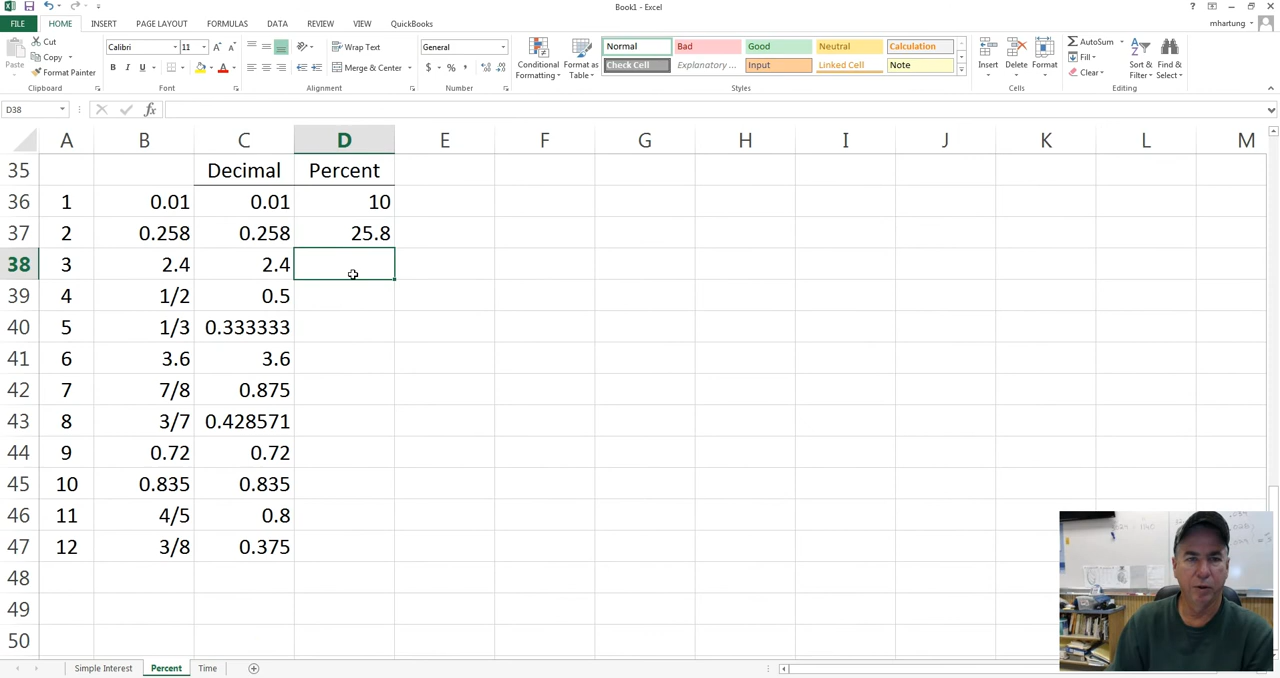 Book1 - Excel
FILE HOME INSERT PAGE LAYOUT FORMULAS DATA REVIEW VIEW QuickBooks mhartung
Paste Cut Copy Format Painter Clipboard
Calibri 11 B I U A Font
Wrap Text Merge & Center Alignment
General $ % , Number
Conditional Formatting Format as Table
Normal Bad Good Neutral Calculation
Check Cell Explanatory ... Input Linked Cell Note
Styles
Insert Delete Format Cells
AutoSum Fill Clear Sort & Filter Find & Select Editing
D38 fx
A B C D E F G H I J K L M
35 Decimal Percent
36 1 0.01 0.01 10
37 2 0.258 0.258 25.8
38 3 2.4 2.4
39 4 1/2 0.5
40 5 1/3 0.333333
41 6 3.6 3.6
42 7 7/8 0.875
43 8 3/7 0.428571
44 9 0.72 0.72
45 10 0.835 0.835
46 11 4/5 0.8
47 12 3/8 0.375
48
49
50
Simple Interest Percent Time